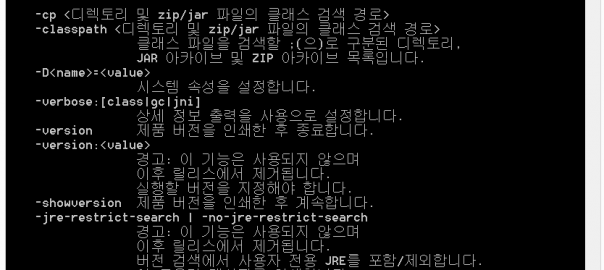 -cp <디렉토리 및 zip/jar 파일의 클래스 검색 경로>
-classpath <디렉토리 및 zip/jar 파일의 클래스 검색 경로>
클래스 파일을 검색할 ;(으)로 구분된 디렉토리,
JAR 아카이브 및 ZIP 아카이브 목록입니다.
-D<name>=<value>
시스템 속성을 설정합니다.
-verbose:[class|gc|jni]
상세 정보 출력을 사용으로 설정합니다.
-version 제품 버전을 인쇄한 후 종료합니다.
-version:<value>
경고: 이 기능은 사용되지 않으며
이후 릴리스에서 제거됩니다.
실행할 버전을 지정해야 합니다.
-showversion 제품 버전을 인쇄한 후 계속합니다.
-jre-restrict-search | -no-jre-restrict-search
경고: 이 기능은 사용되지 않으며
이후 릴리스에서 제거됩니다.
버전 검색에서 사용자 전용 JRE를 포함/제외합니다.